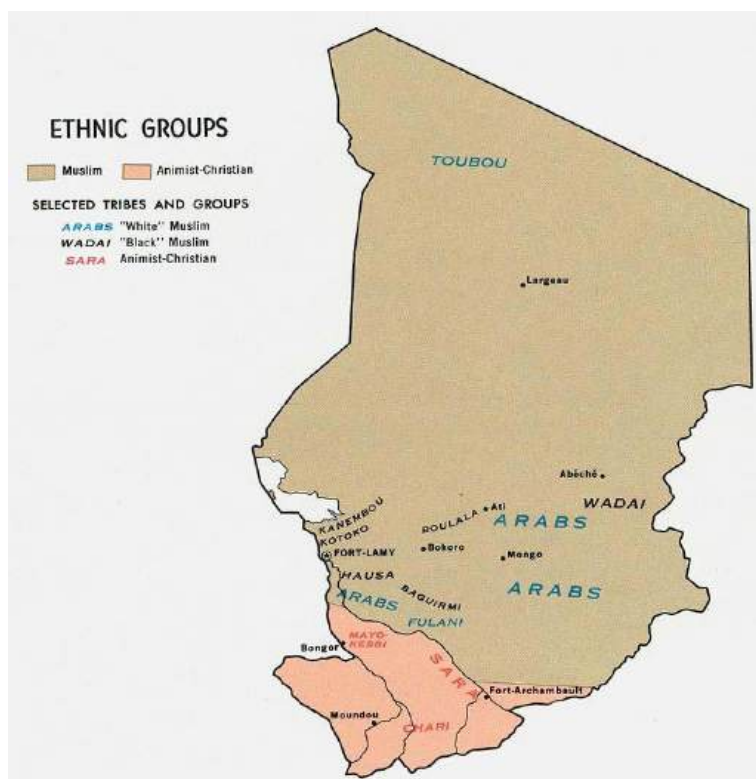 ETHNIC GROUPS
Muslim Animist-Christian
SELECTED TRIBES AND GROUPS
ARABS "White" Muslim
WADAI "Black" Muslim
SARA Animist-Christian
TOUBOU
Largeau
Abéché
WADAI
KANEMBOU
KOTOKO
BOULALA
Ati
ARABS
FORT-LAMY
Bokoro
Mongo
HAUSA
BAGUIRMI
ARABS
ARABS
FULANI
MAYO-
KEBBI
Bongor
SARA
Fort-Archambault
Moundou
CHARI